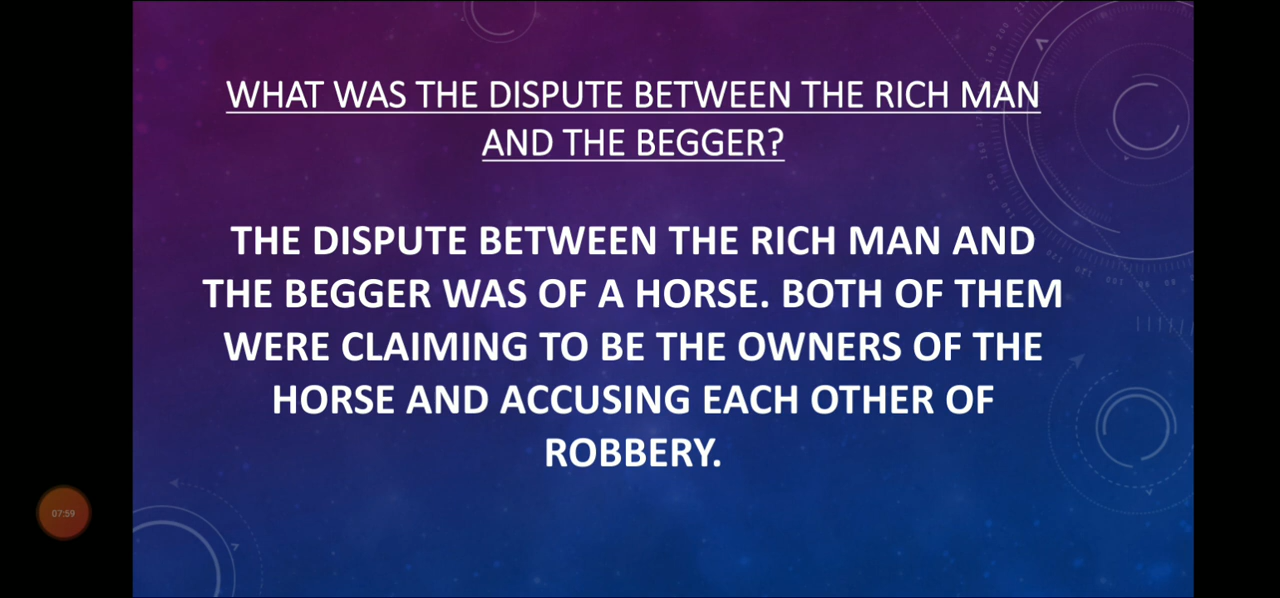 WHAT WAS THE DISPUTE BETWEEN THE RICH MAN
AND THE BEGGER?
THE DISPUTE BETWEEN THE RICH MAN AND
THE BEGGER WAS OF A HORSE. BOTH OF THEM
WERE CLAIMING TO BE THE OWNERS OF THE
HORSE AND ACCUSING EACH OTHER OF
ROBBERY.
07:59